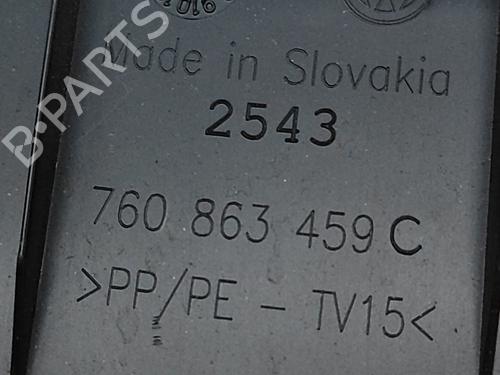 Made in Slovakia
2543
760 863 459 C
>PP/PE - TV15<
B-PARTS